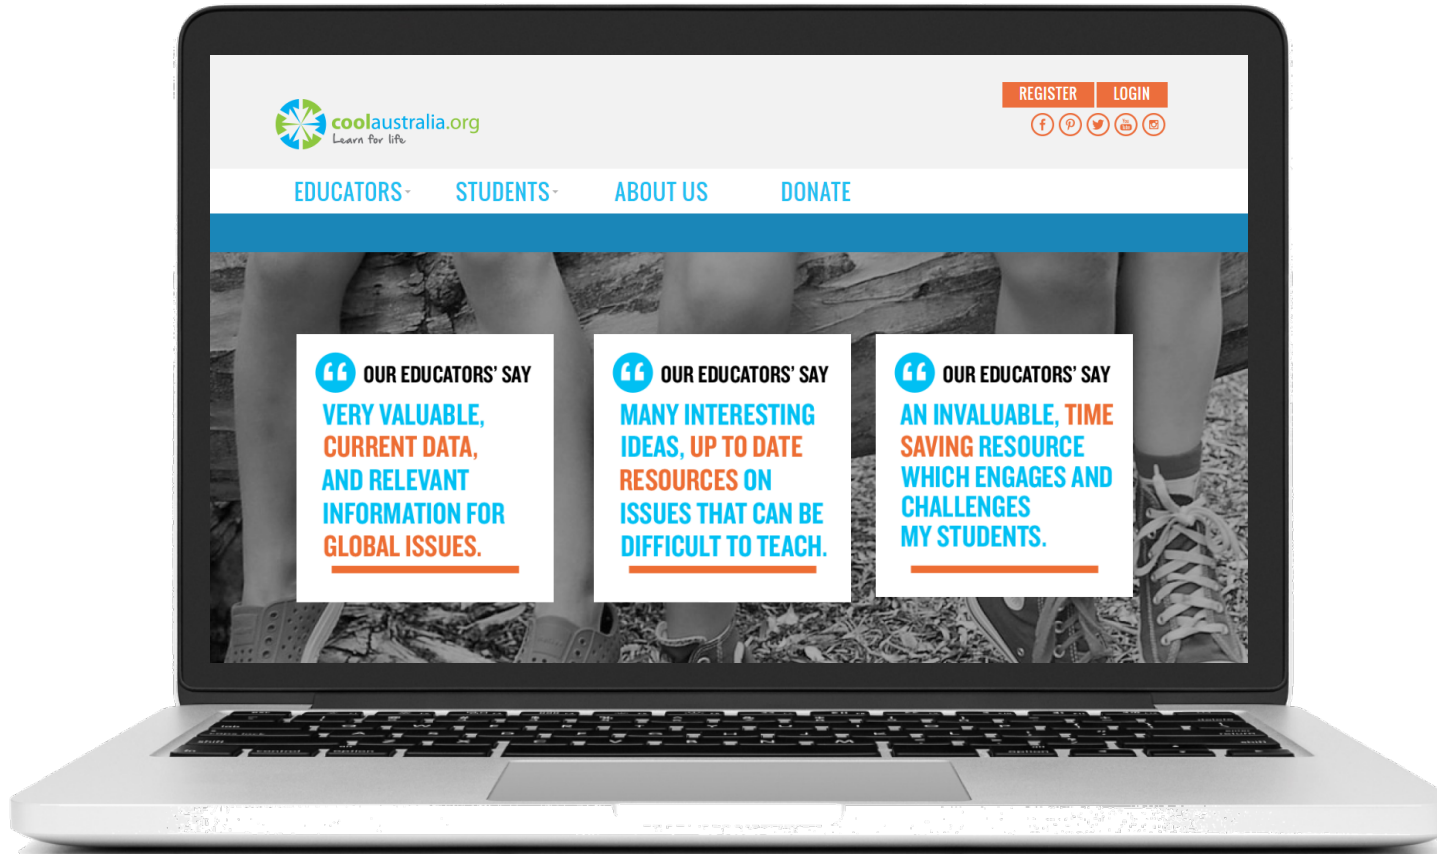 REGISTER LOGIN
coolaustralia.org
Learn for life
EDUCATORS STUDENTS ABOUT US DONATE
“ OUR EDUCATORS’ SAY
VERY VALUABLE,
CURRENT DATA,
AND RELEVANT
INFORMATION FOR
GLOBAL ISSUES.
“ OUR EDUCATORS’ SAY
MANY INTERESTING
IDEAS, UP TO DATE
RESOURCES ON
ISSUES THAT CAN BE
DIFFICULT TO TEACH.
“ OUR EDUCATORS’ SAY
AN INVALUABLE, TIME
SAVING RESOURCE
WHICH ENGAGES AND
CHALLENGES
MY STUDENTS.